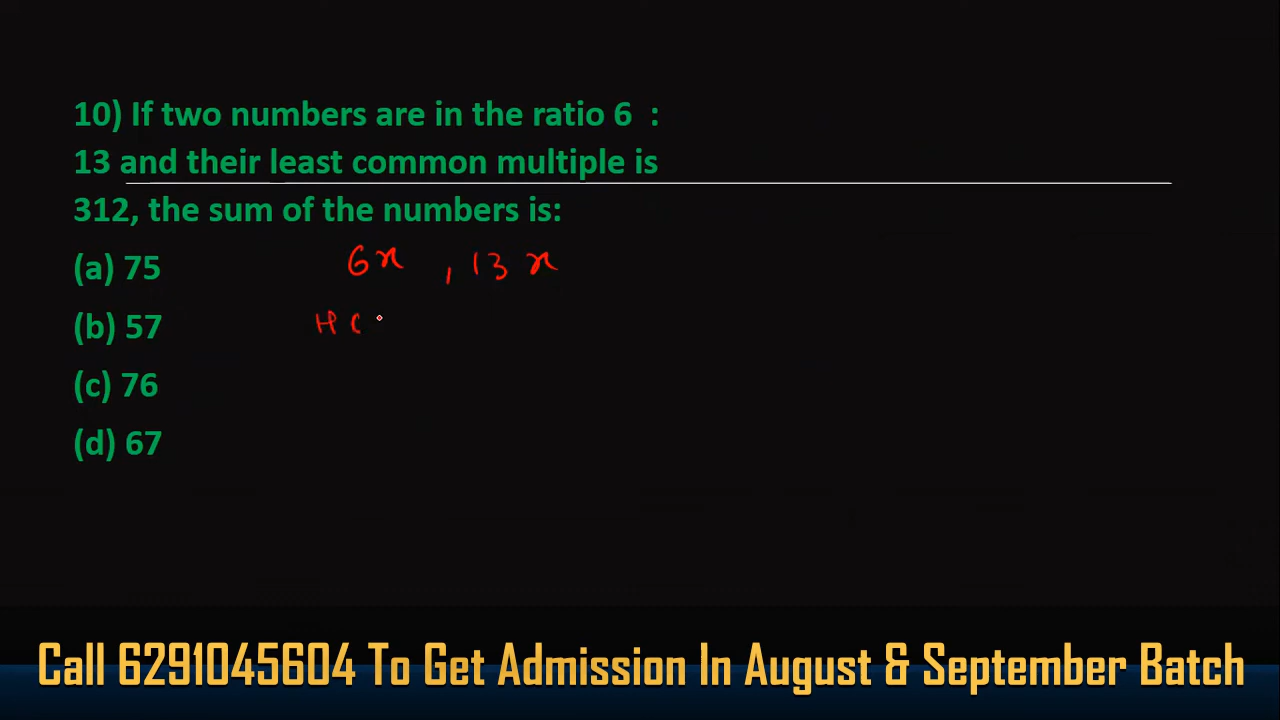 10) If two numbers are in the ratio 6 :
13 and their least common multiple is
312, the sum of the numbers is:
(a) 75
6x , 13x
(b) 57
HC
(c) 76
(d) 67
Call 6291045604 To Get Admission In August & September Batch